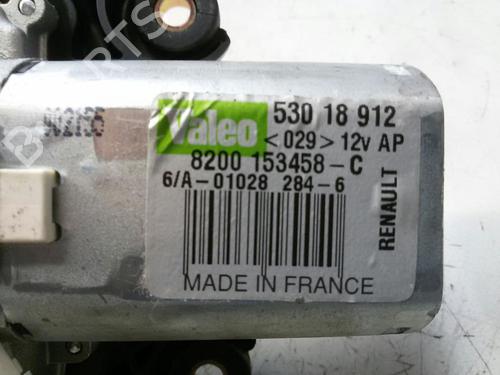 Valeo 530 18 912
<029> 12v AP
8200 153458-C
6/A-01028 284-6
RENAULT
MADE IN FRANCE